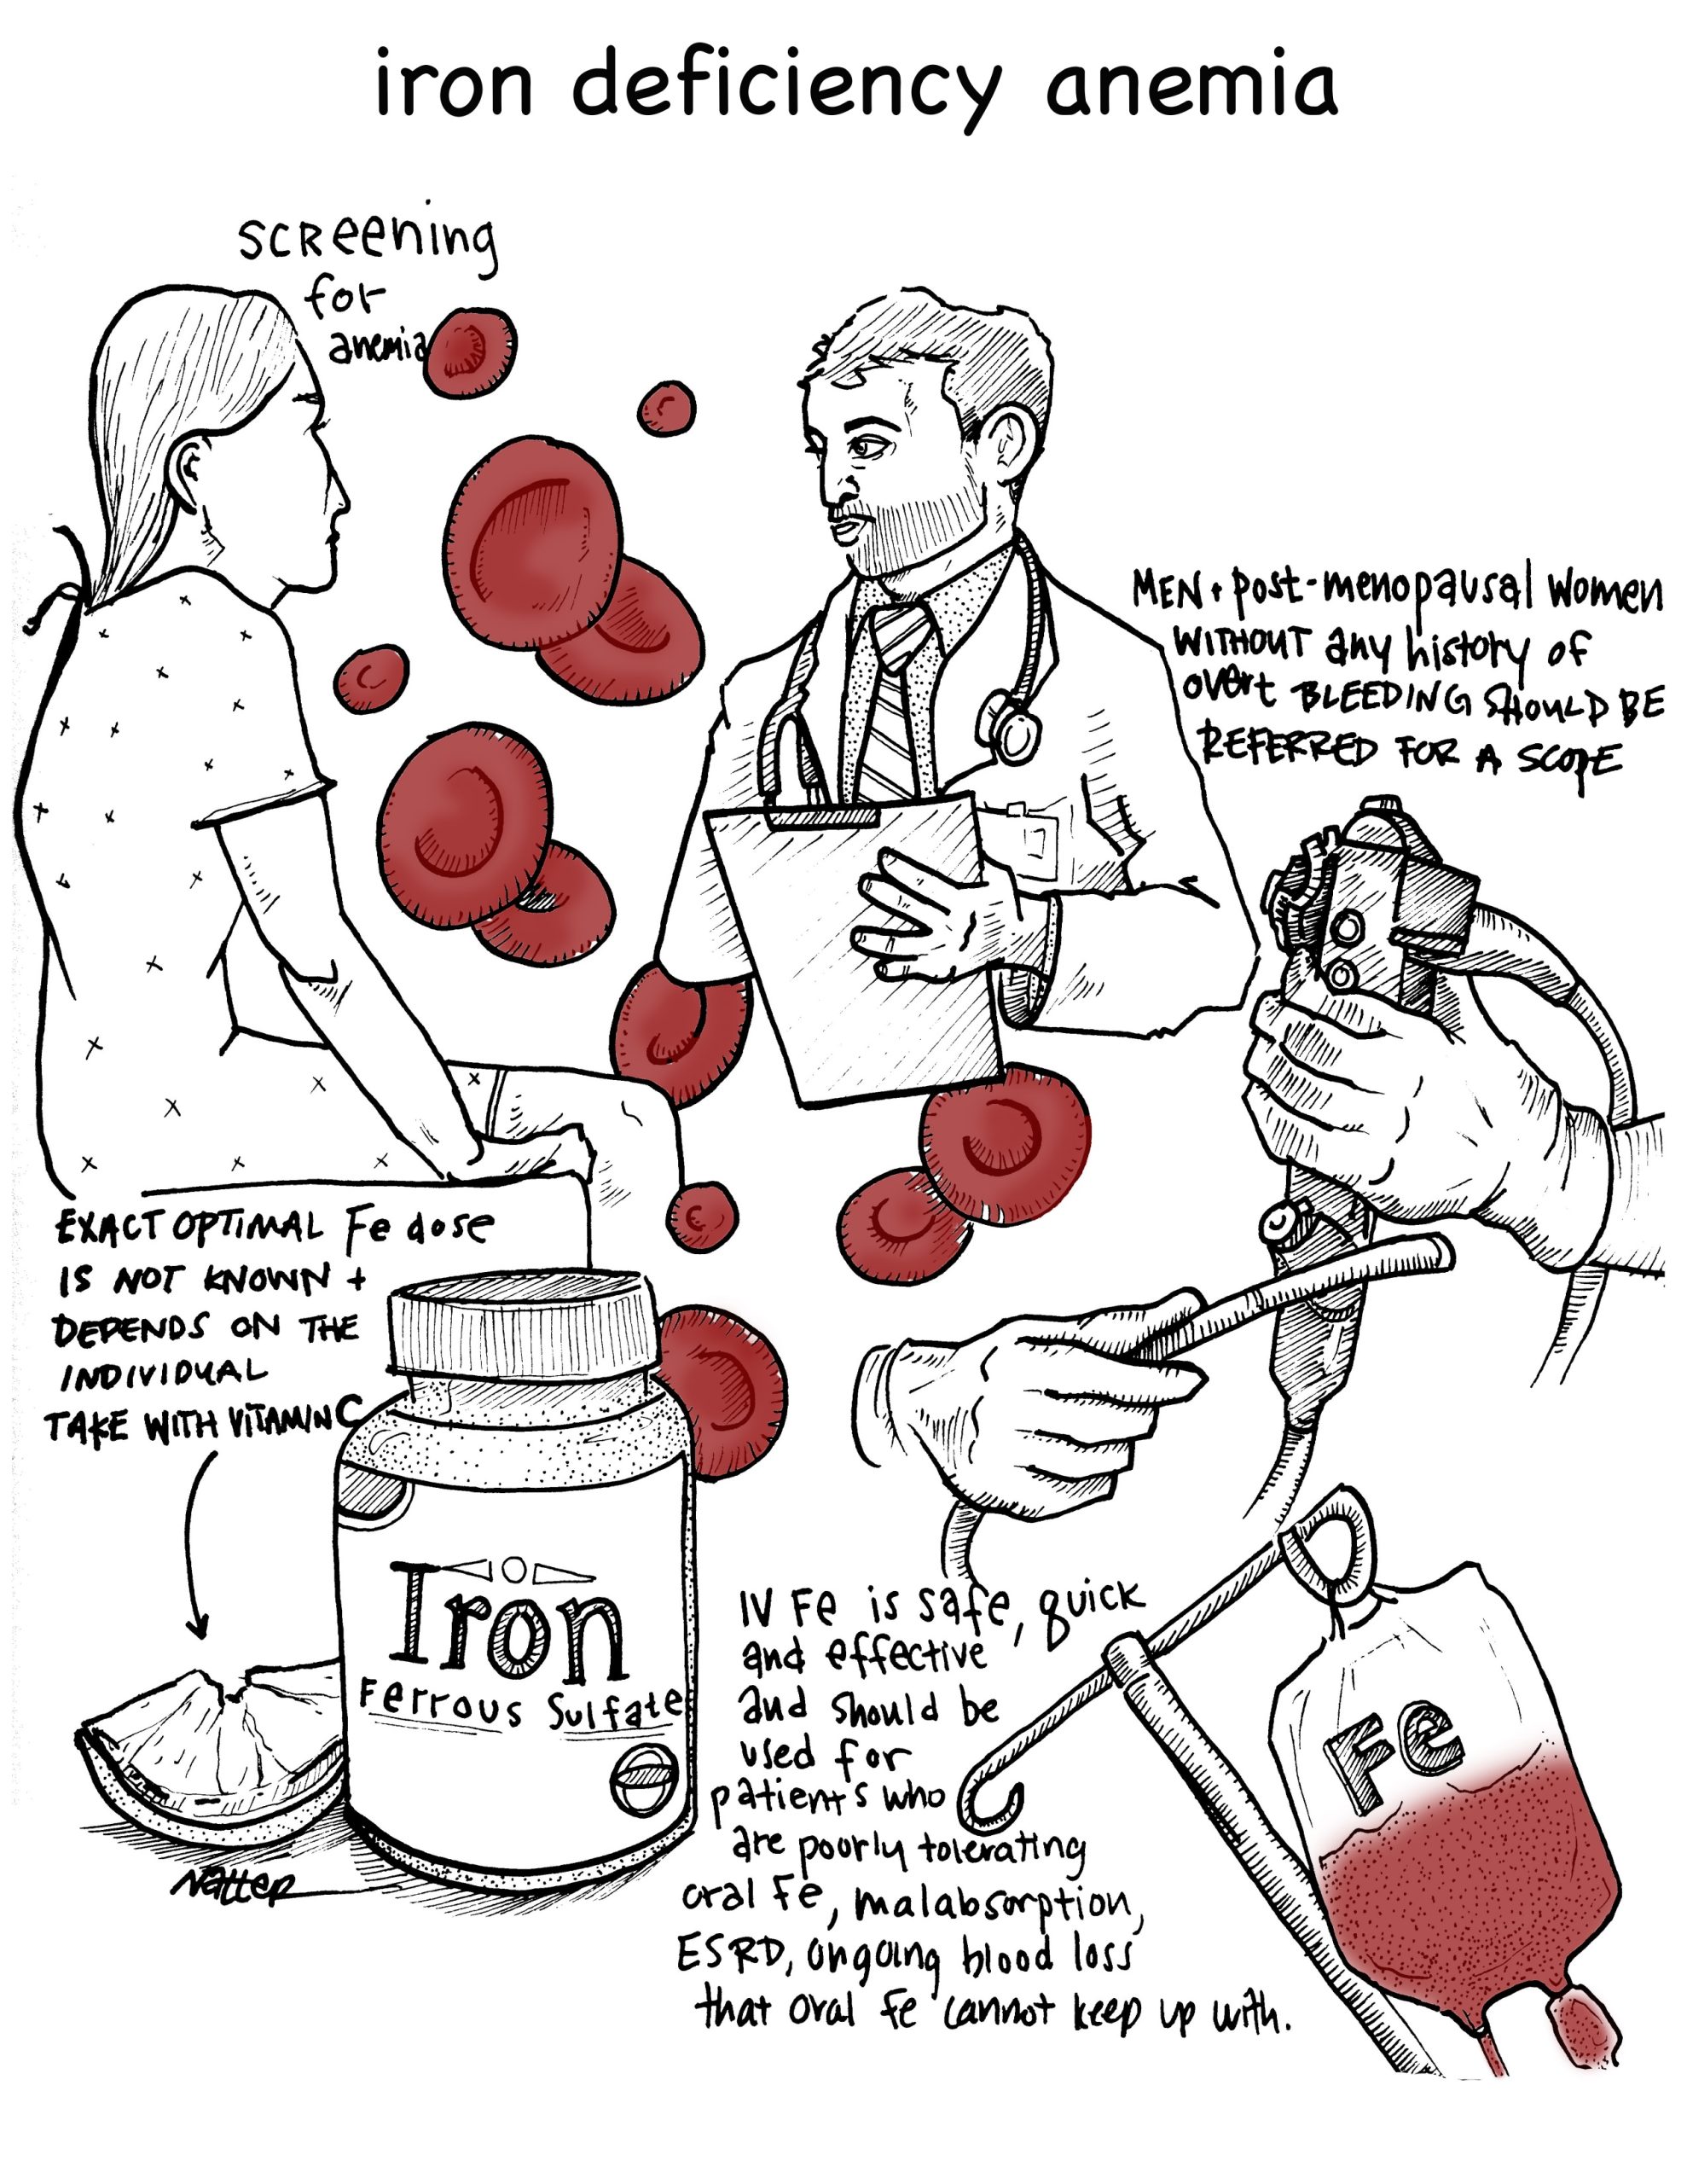 iron deficiency anemia
SCReening
for
anemia
MEN + post-menopausal women
WITHOUT any history of
overt BLEEDING SHOULD BE
REFERRED FOR A SCOPE
EXACT OPTIMAL Fe dose
IS NOT KNOWN +
DEPENDS ON THE
INDIVIDUAL
TAKE WITH VITAMIN C
Iron
Ferrous Sulfate
Natter
IV Fe is safe, quick
and effective
and should be
used for
patients who
are poorly tolerating
oral Fe, malabsorption,
ESRD, ongoing blood loss
that oral Fe cannot keep up with.
Fe